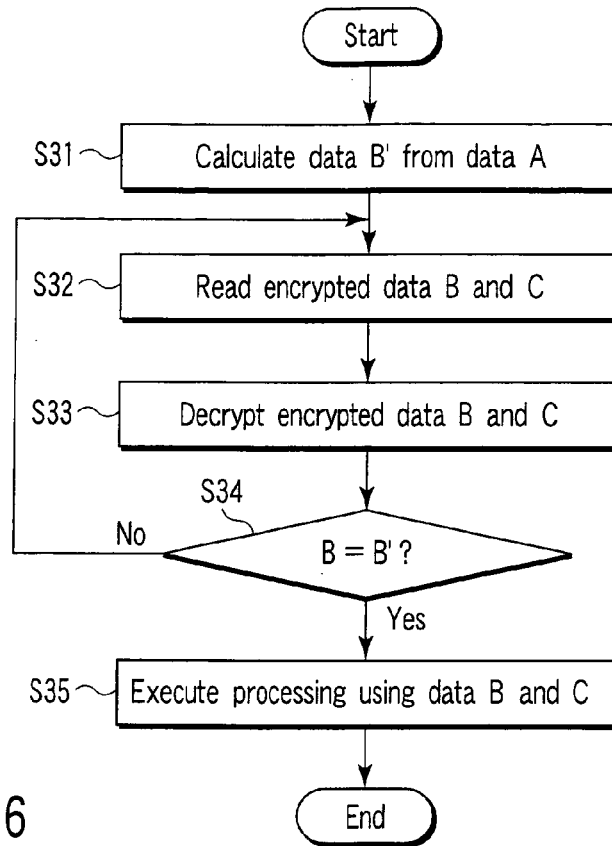 Start
S31 Calculate data B' from data A
S32 Read encrypted data B and C
S33 Decrypt encrypted data B and C
S34
No B = B' ?
Yes
S35 Execute processing using data B and C
End
6